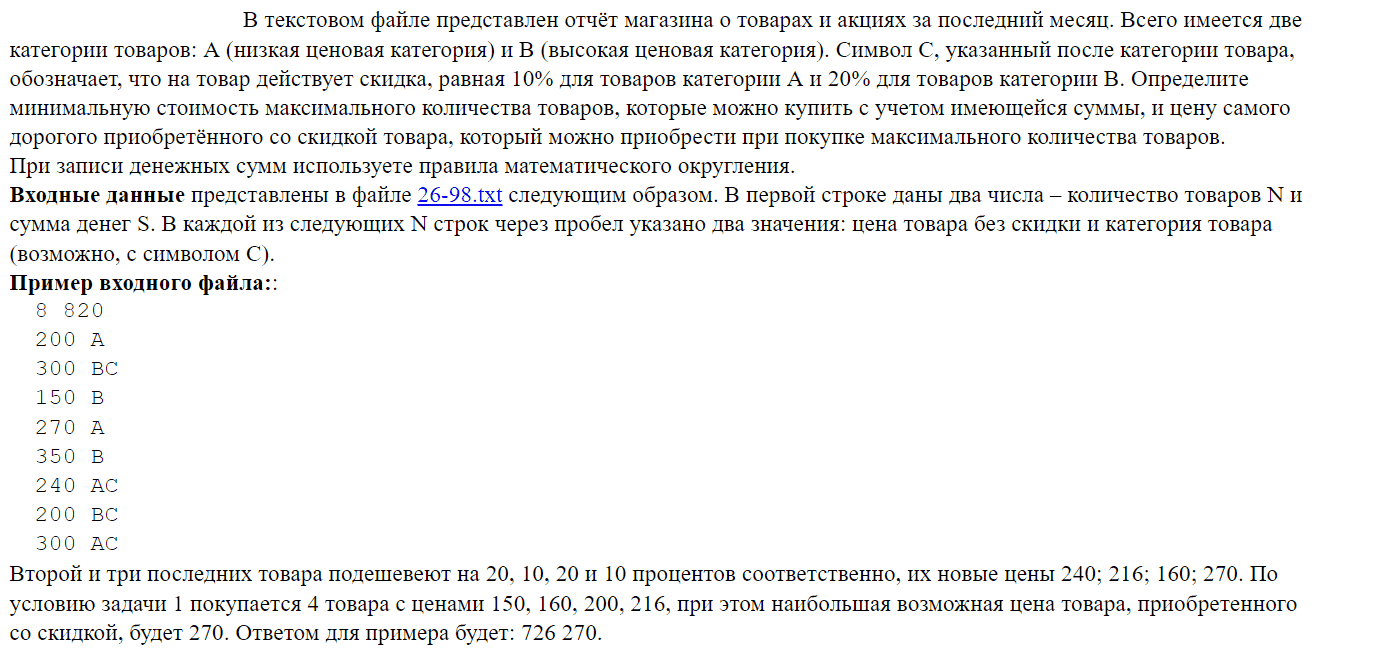 В текстовом файле представлен отчёт магазина о товарах и акциях за последний месяц. Всего имеется две
категории товаров: A (низкая ценовая категория) и B (высокая ценовая категория). Символ C, указанный после категории товара,
обозначает, что на товар действует скидка, равная 10% для товаров категории A и 20% для товаров категории B. Определите
минимальную стоимость максимального количества товаров, которые можно купить с учетом имеющейся суммы, и цену самого
дорогого приобретённого со скидкой товара, который можно приобрести при покупке максимального количества товаров.
При записи денежных сумм используете правила математического округления.
Входные данные представлены в файле 26-98.txt следующим образом. В первой строке даны два числа – количество товаров N и
сумма денег S. В каждой из следующих N строк через пробел указано два значения: цена товара без скидки и категория товара
(возможно, с символом C).
Пример входного файла::
8 820
200 A
300 BC
150 B
270 A
350 B
240 AC
200 BC
300 AC
Второй и три последних товара подешевеют на 20, 10, 20 и 10 процентов соответственно, их новые цены 240; 216; 160; 270. По
условию задачи 1 покупается 4 товара с ценами 150, 160, 200, 216, при этом наибольшая возможная цена товара, приобретенного
со скидкой, будет 270. Ответом для примера будет: 726 270.